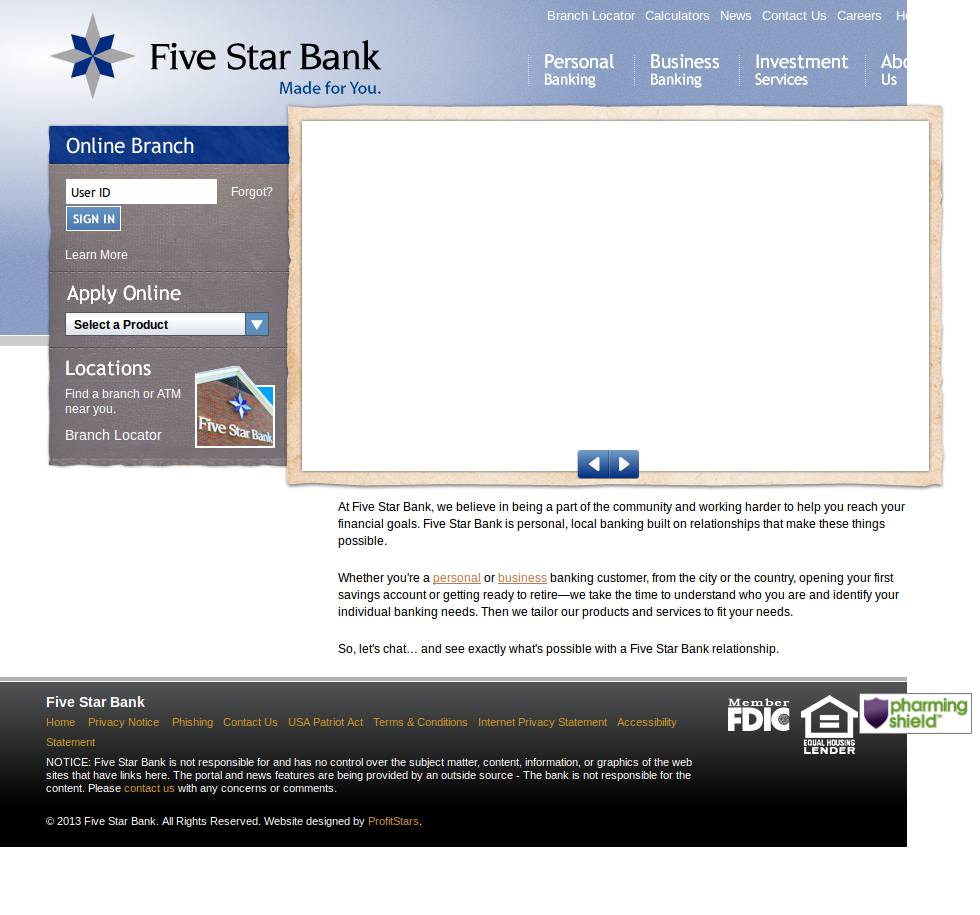 Branch Locator Calculators News Contact Us Careers
Five Star Bank
Made for You.
Personal Banking
Business Banking
Investment Services
Us
Online Branch
User ID
Forgot?
SIGN IN
Learn More
Apply Online
Select a Product
Locations
Find a branch or ATM
near you.
Branch Locator
Five Star Bank
At Five Star Bank, we believe in being a part of the community and working harder to help you reach your
financial goals. Five Star Bank is personal, local banking built on relationships that make these things
possible.
Whether you're a personal or business banking customer, from the city or the country, opening your first
savings account or getting ready to retire—we take the time to understand who you are and identify your
individual banking needs. Then we tailor our products and services to fit your needs.
So, let's chat… and see exactly what's possible with a Five Star Bank relationship.
Five Star Bank
Home Privacy Notice Phishing Contact Us USA Patriot Act Terms & Conditions Internet Privacy Statement Accessibility
Statement
NOTICE: Five Star Bank is not responsible for and has no control over the subject matter, content, information, or graphics of the web
sites that have links here. The portal and news features are being provided by an outside source - The bank is not responsible for the
content. Please contact us with any concerns or comments.
© 2013 Five Star Bank. All Rights Reserved. Website designed by ProfitStars.
Member
FDIC
EQUAL HOUSING
LENDER
pharming
shield™